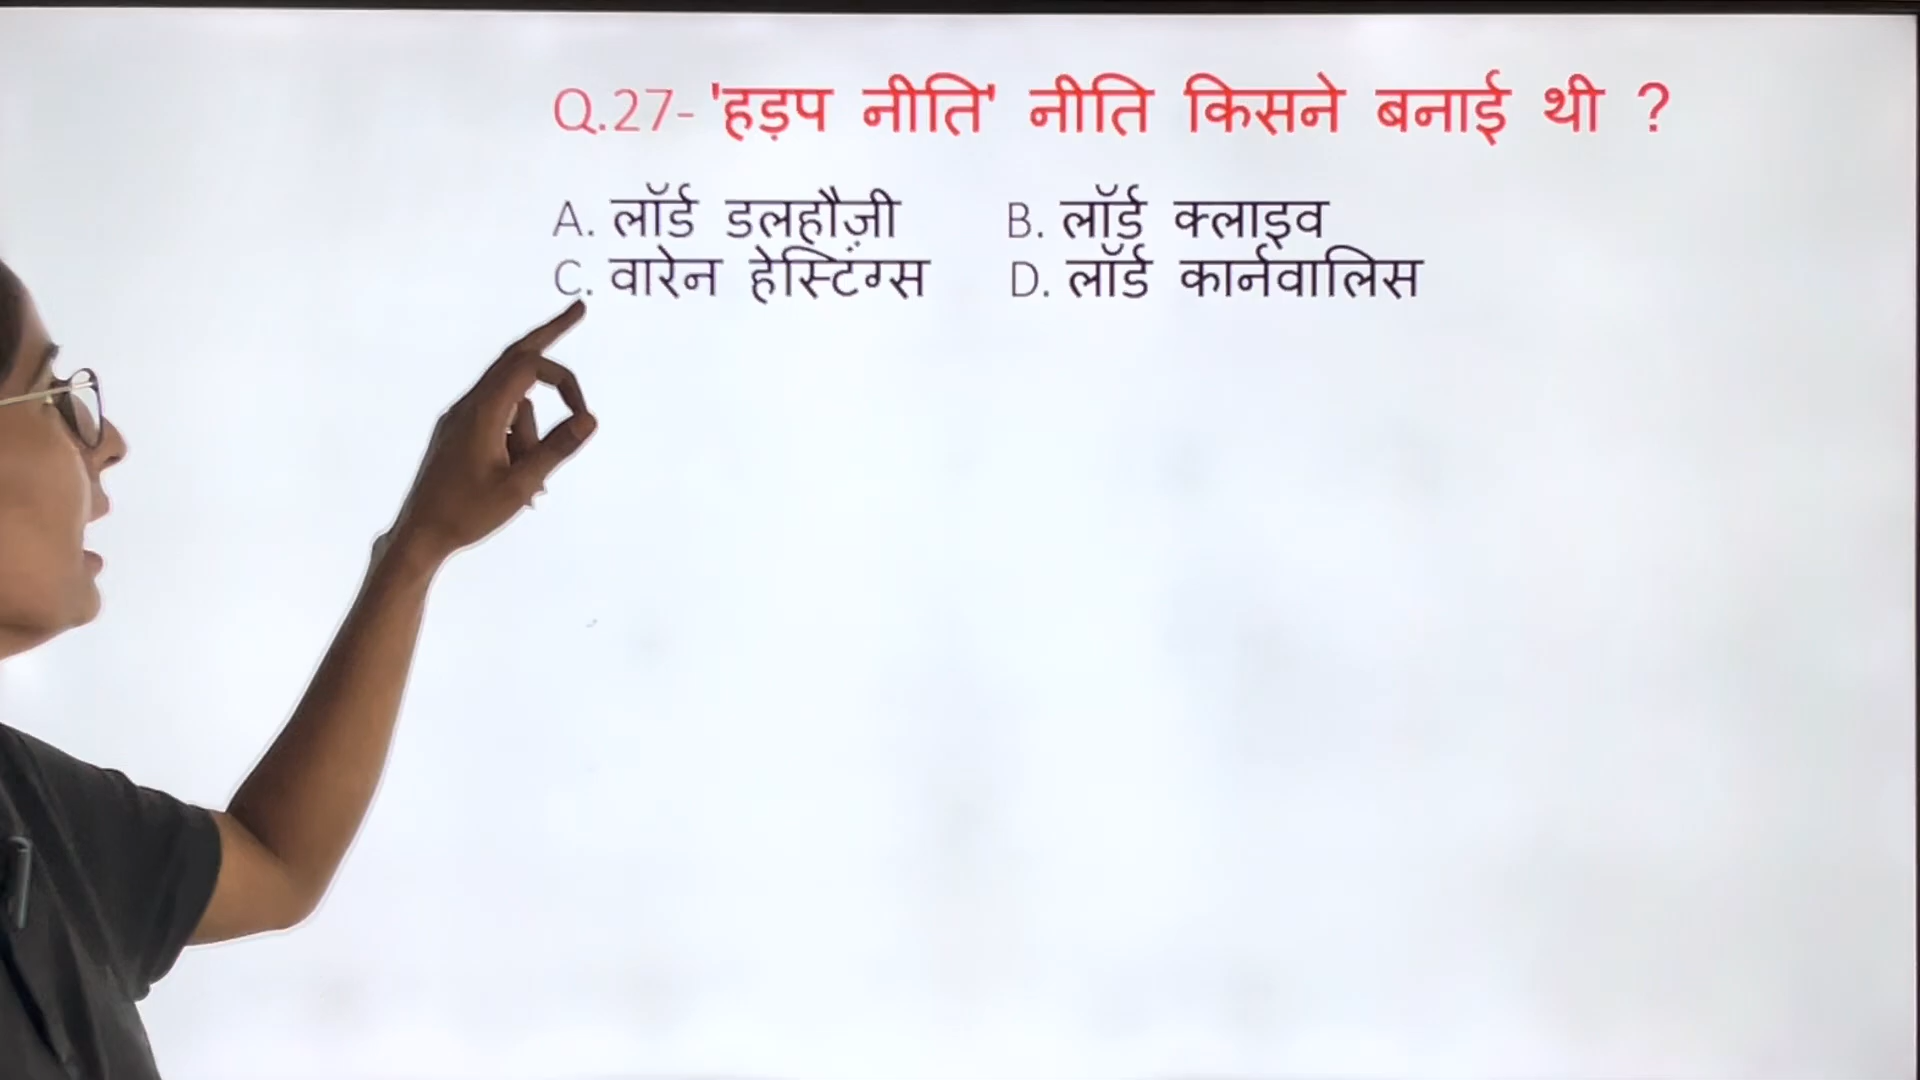 Q.27- 'हड़प नीति' नीति किसने बनाई थी ?
A. लॉर्ड डलहौज़ी B. लॉर्ड क्लाइव
C. वारेन हेस्टिंग्स D. लॉर्ड कार्नवालिस